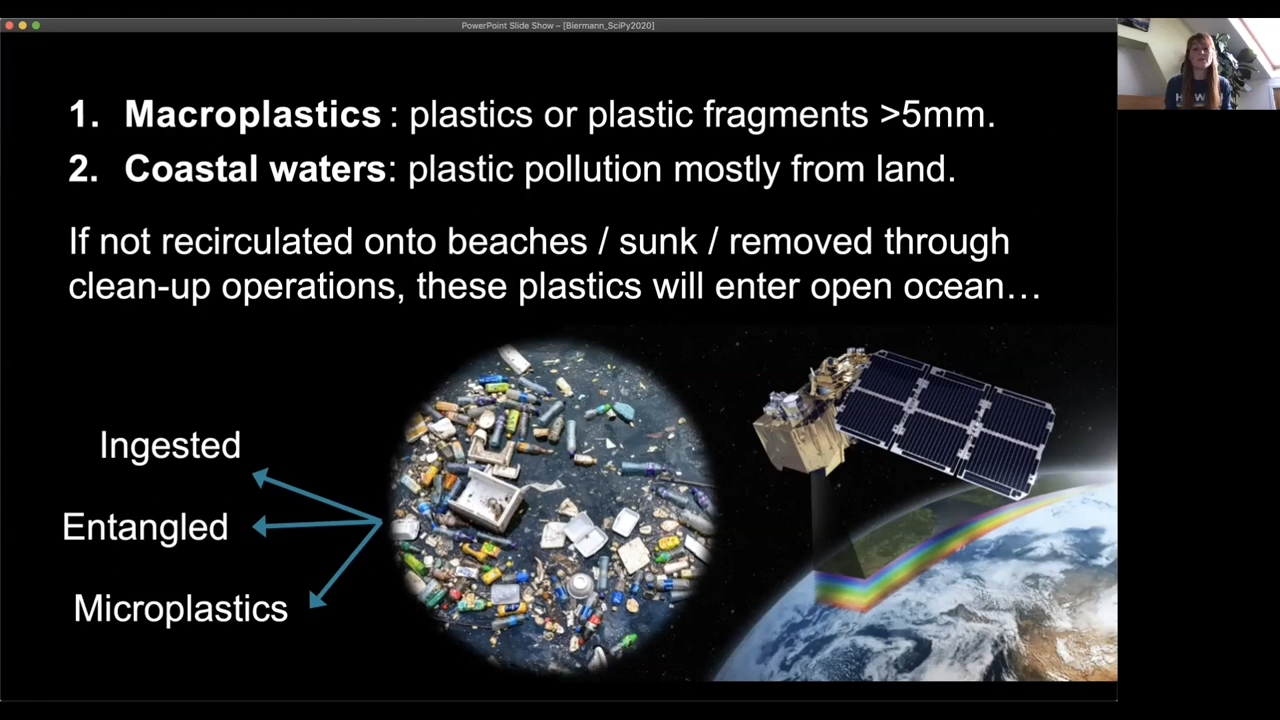 PowerPoint Slide Show – [Biermann_SciPy2020]
1. Macroplastics : plastics or plastic fragments >5mm.
2. Coastal waters: plastic pollution mostly from land.
If not recirculated onto beaches / sunk / removed through
clean-up operations, these plastics will enter open ocean…
Ingested
Entangled
Microplastics